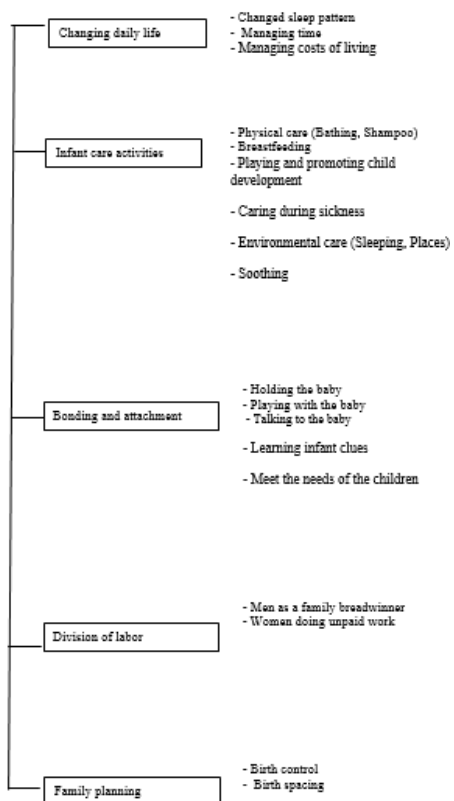 Changing daily life
- Changed sleep pattern
- Managing time
- Managing costs of living
Infant care activities
- Physical care (Bathing, Shampoo)
- Breastfeeding
- Playing and promoting child
development
- Caring during sickness
- Environmental care (Sleeping, Places)
- Soothing
Bonding and attachment
- Holding the baby
- Playing with the baby
- Talking to the baby
- Learning infant clues
- Meet the needs of the children
Division of labor
- Men as a family breadwinner
- Women doing unpaid work
Family planning
- Birth control
- Birth spacing